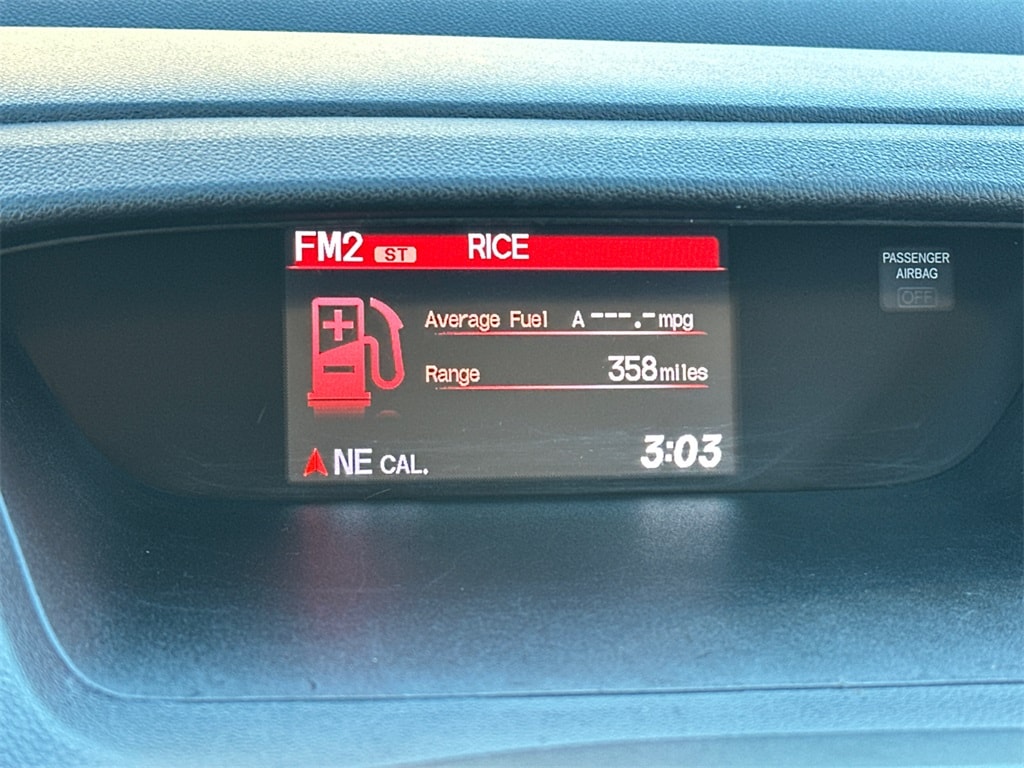 FM2 ST RICE
PASSENGER
AIRBAG
OFF
Average Fuel A ---.- mpg
Range 358 miles
NE CAL. 3:03